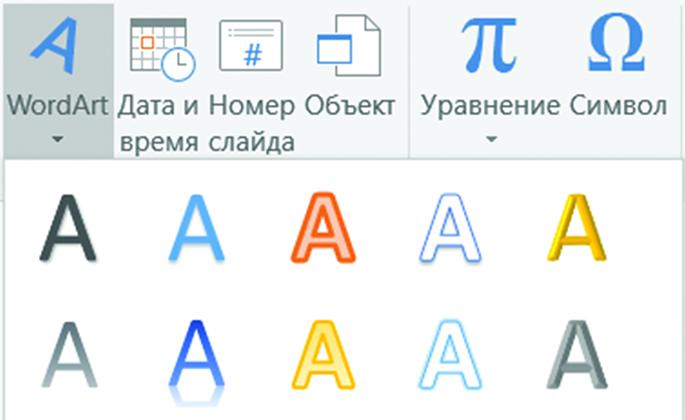 A # π Ω
WordArt Дата и Номер Объект Уравнение Символ
время слайда
A A A A A
A A A A A